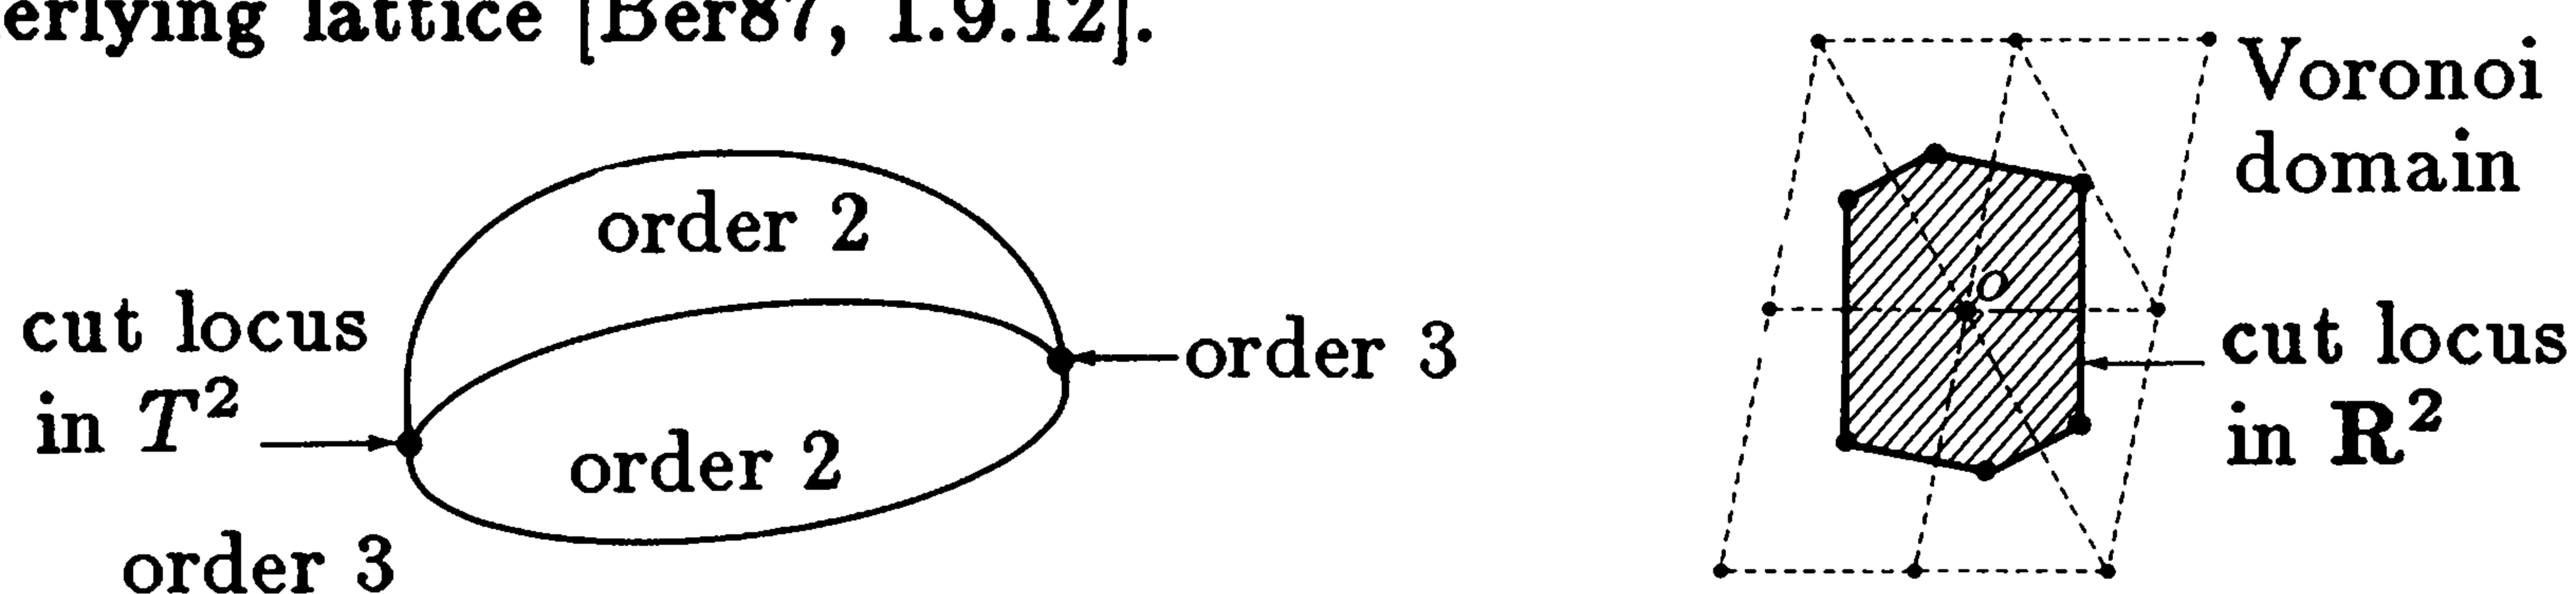 erlying lattice [Ber87, 1.9.12].
order 2
cut locus
in T²
order 2
order 3
order 3
Voronoi
domain
o
cut locus
in R²